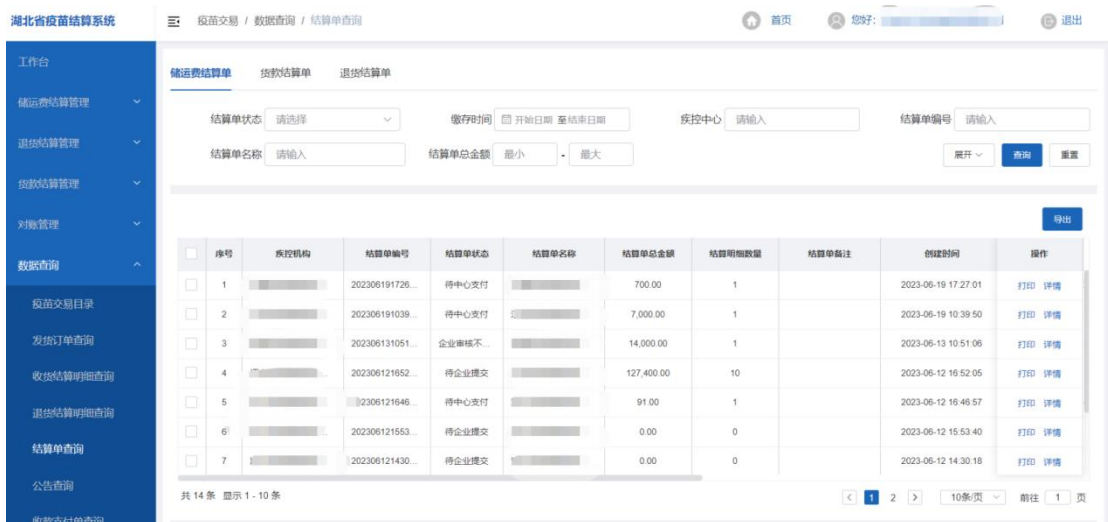 湖北省疫苗结算系统
疫苗交易 / 数据查询 / 结算单查询
首页
您好:
退出
工作台
储运费结算管理
退货结算管理
货款结算管理
对账管理
数据查询
疫苗交易目录
发货订单查询
收货结算明细查询
退货结算明细查询
结算单查询
公告查询
收款支付单查询
储运费结算单 货款结算单 退货结算单
结算单状态 请选择 缴存时间 开始日期 至结束日期 疾控中心 请输入 结算单编号 请输入
结算单名称 请输入 结算单总金额 最小 - 最大 展开 查询 重置
导出
序号 疾控机构 结算单编号 结算单状态 结算单名称 结算单总金额 结算明细数量 结算单备注 创建时间 操作
1 202306191726... 待中心支付 700.00 1 2023-06-19 17:27:01 打印 详情
2 202306191039... 待中心支付 7,000.00 1 2023-06-19 10:39:50 打印 详情
3 202306131051... 企业审核不... 14,000.00 1 2023-06-13 10:51:06 打印 详情
4 202306121652... 待企业提交 127,400.00 10 2023-06-12 16:52:05 打印 详情
5 2306121646... 待中心支付 91.00 1 2023-06-12 16:46:57 打印 详情
6 202306121553... 待企业提交 0.00 0 2023-06-12 15:53:40 打印 详情
7 202306121430... 待企业提交 0.00 0 2023-06-12 14:30:18 打印 详情
共 14 条 显示 1 - 10 条
1 2 10条/页 前往 1 页